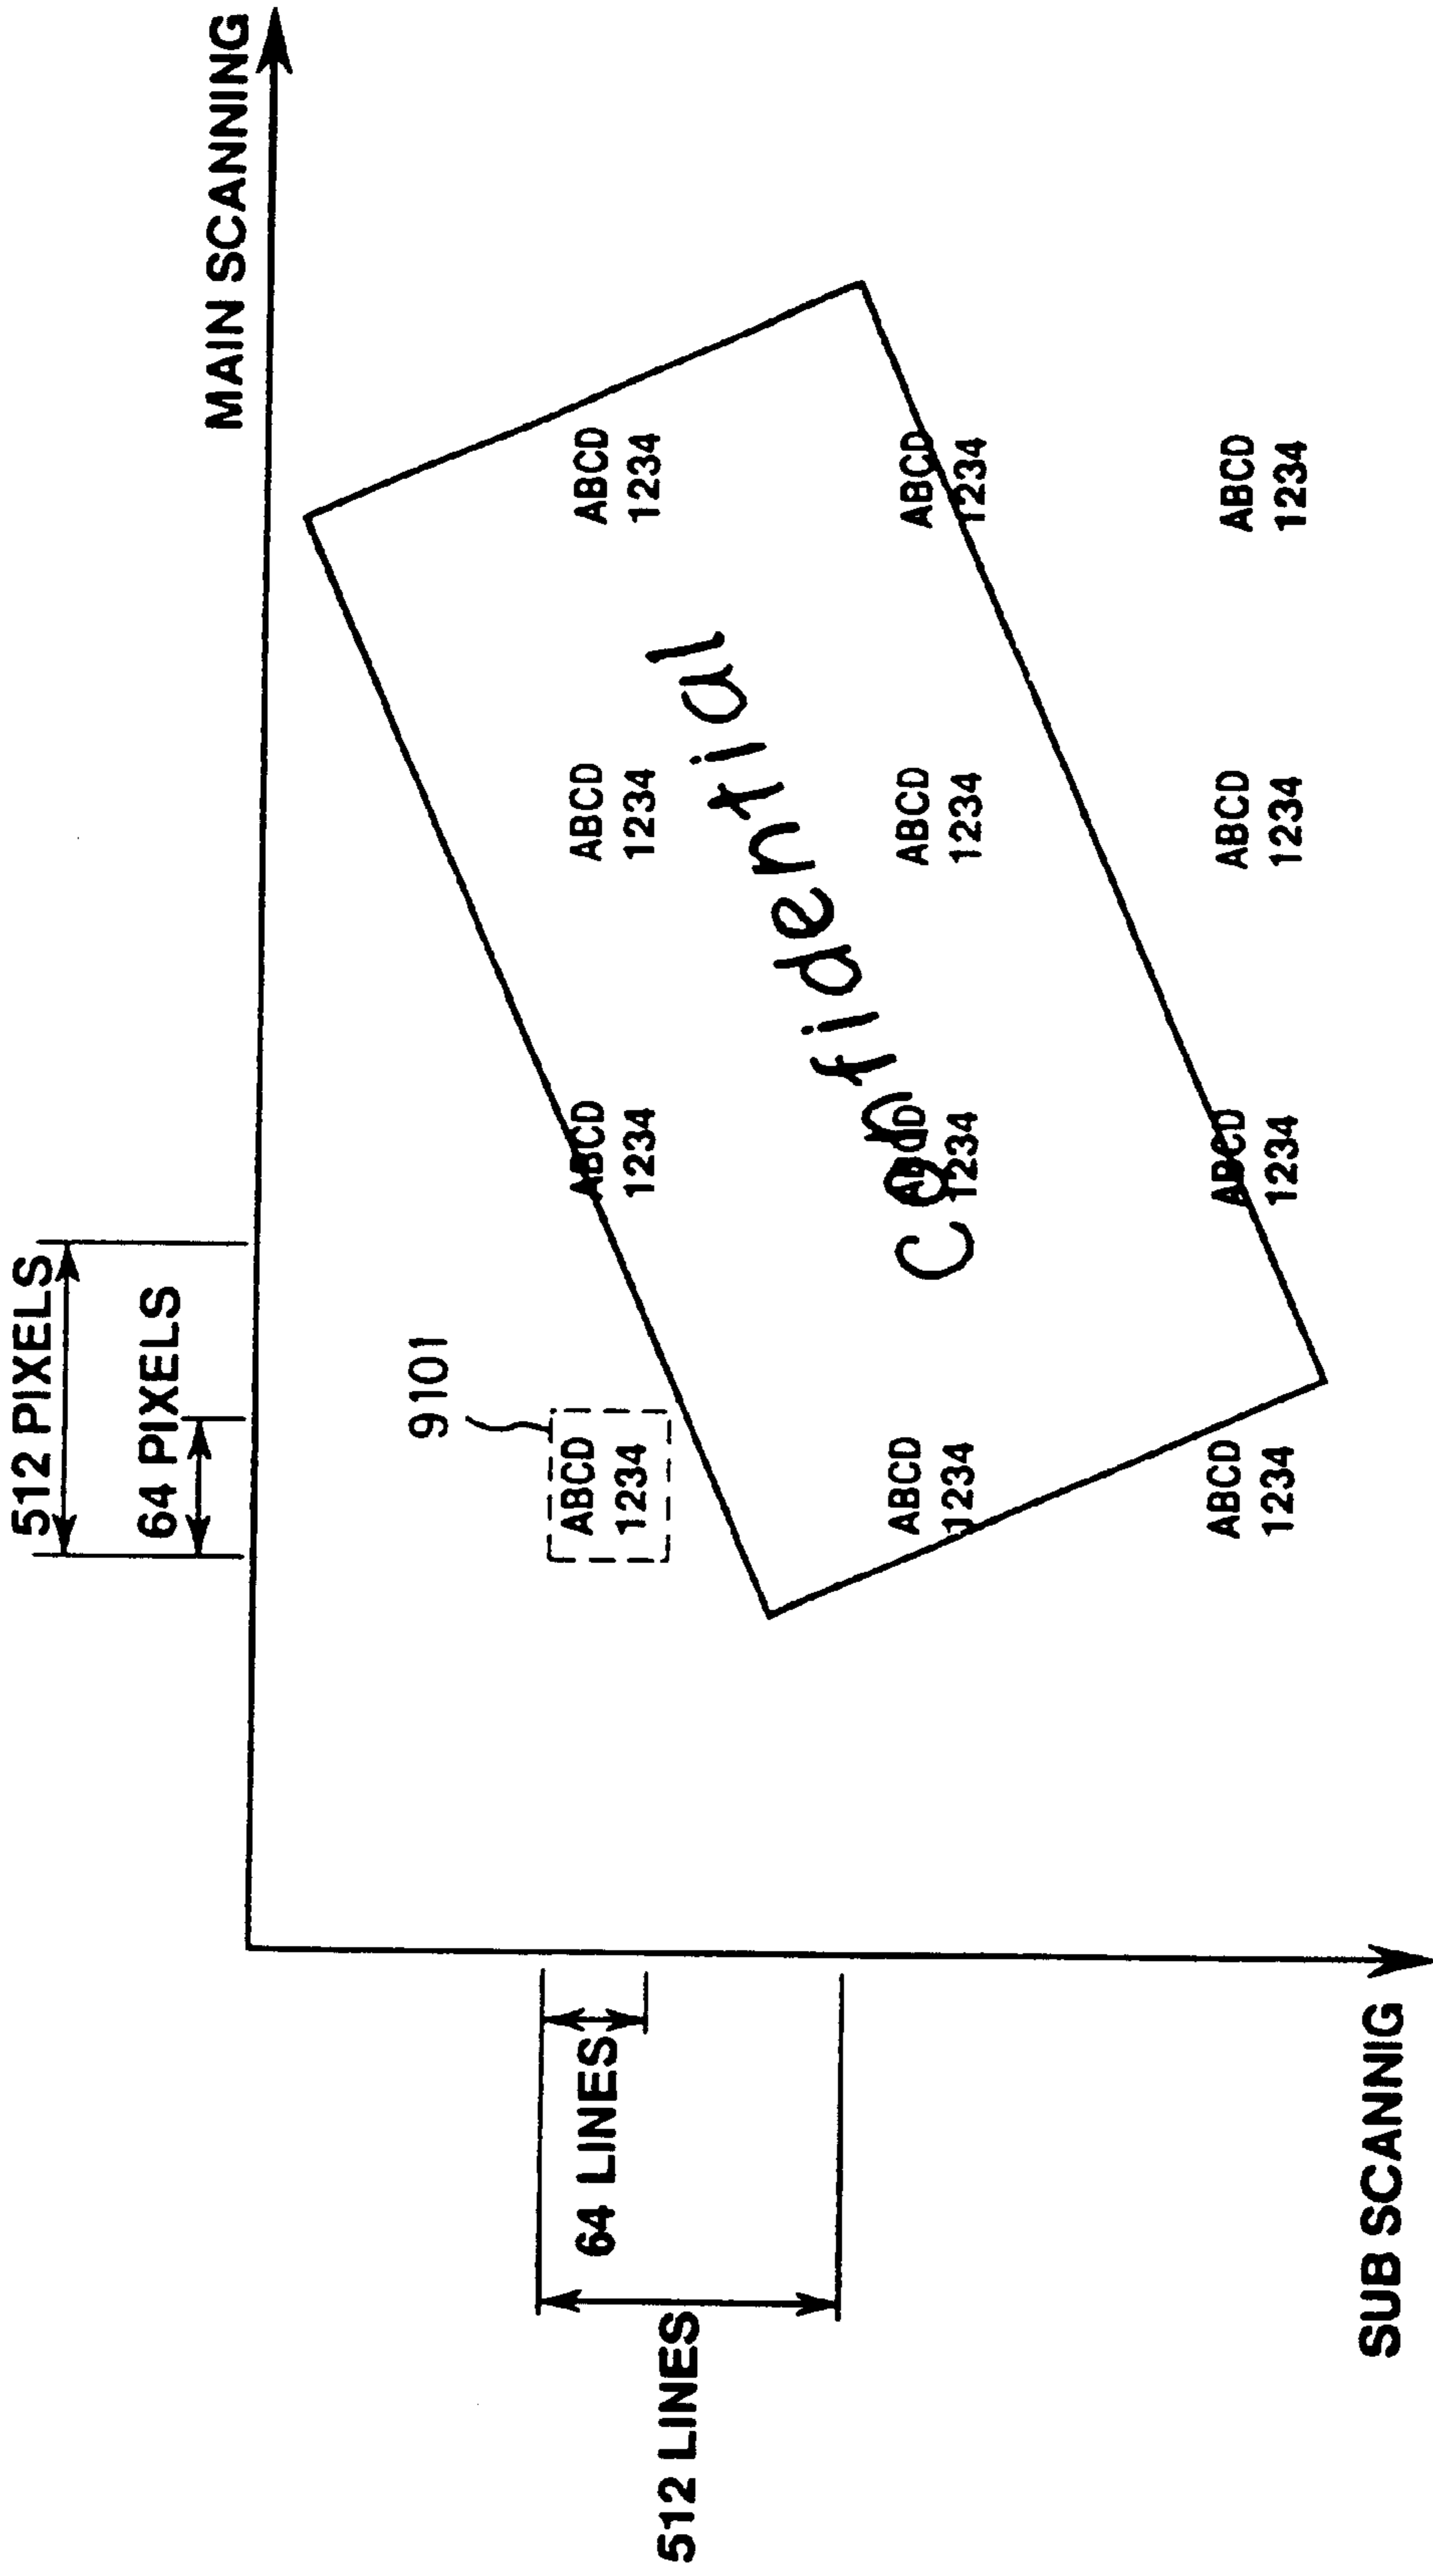 MAIN SCANNING
512 PIXELS
64 PIXELS
9101
ABCD
1234
ABCD
1234
ABCD
1234
ABCD
1234
Confidential
ABCD
1234
ABCD
1234
ABCD
1234
ABCD
1234
ABCD
1234
ABCD
1234
ABCD
1234
ABCD
1234
64 LINES
512 LINES
SUB SCANNIG